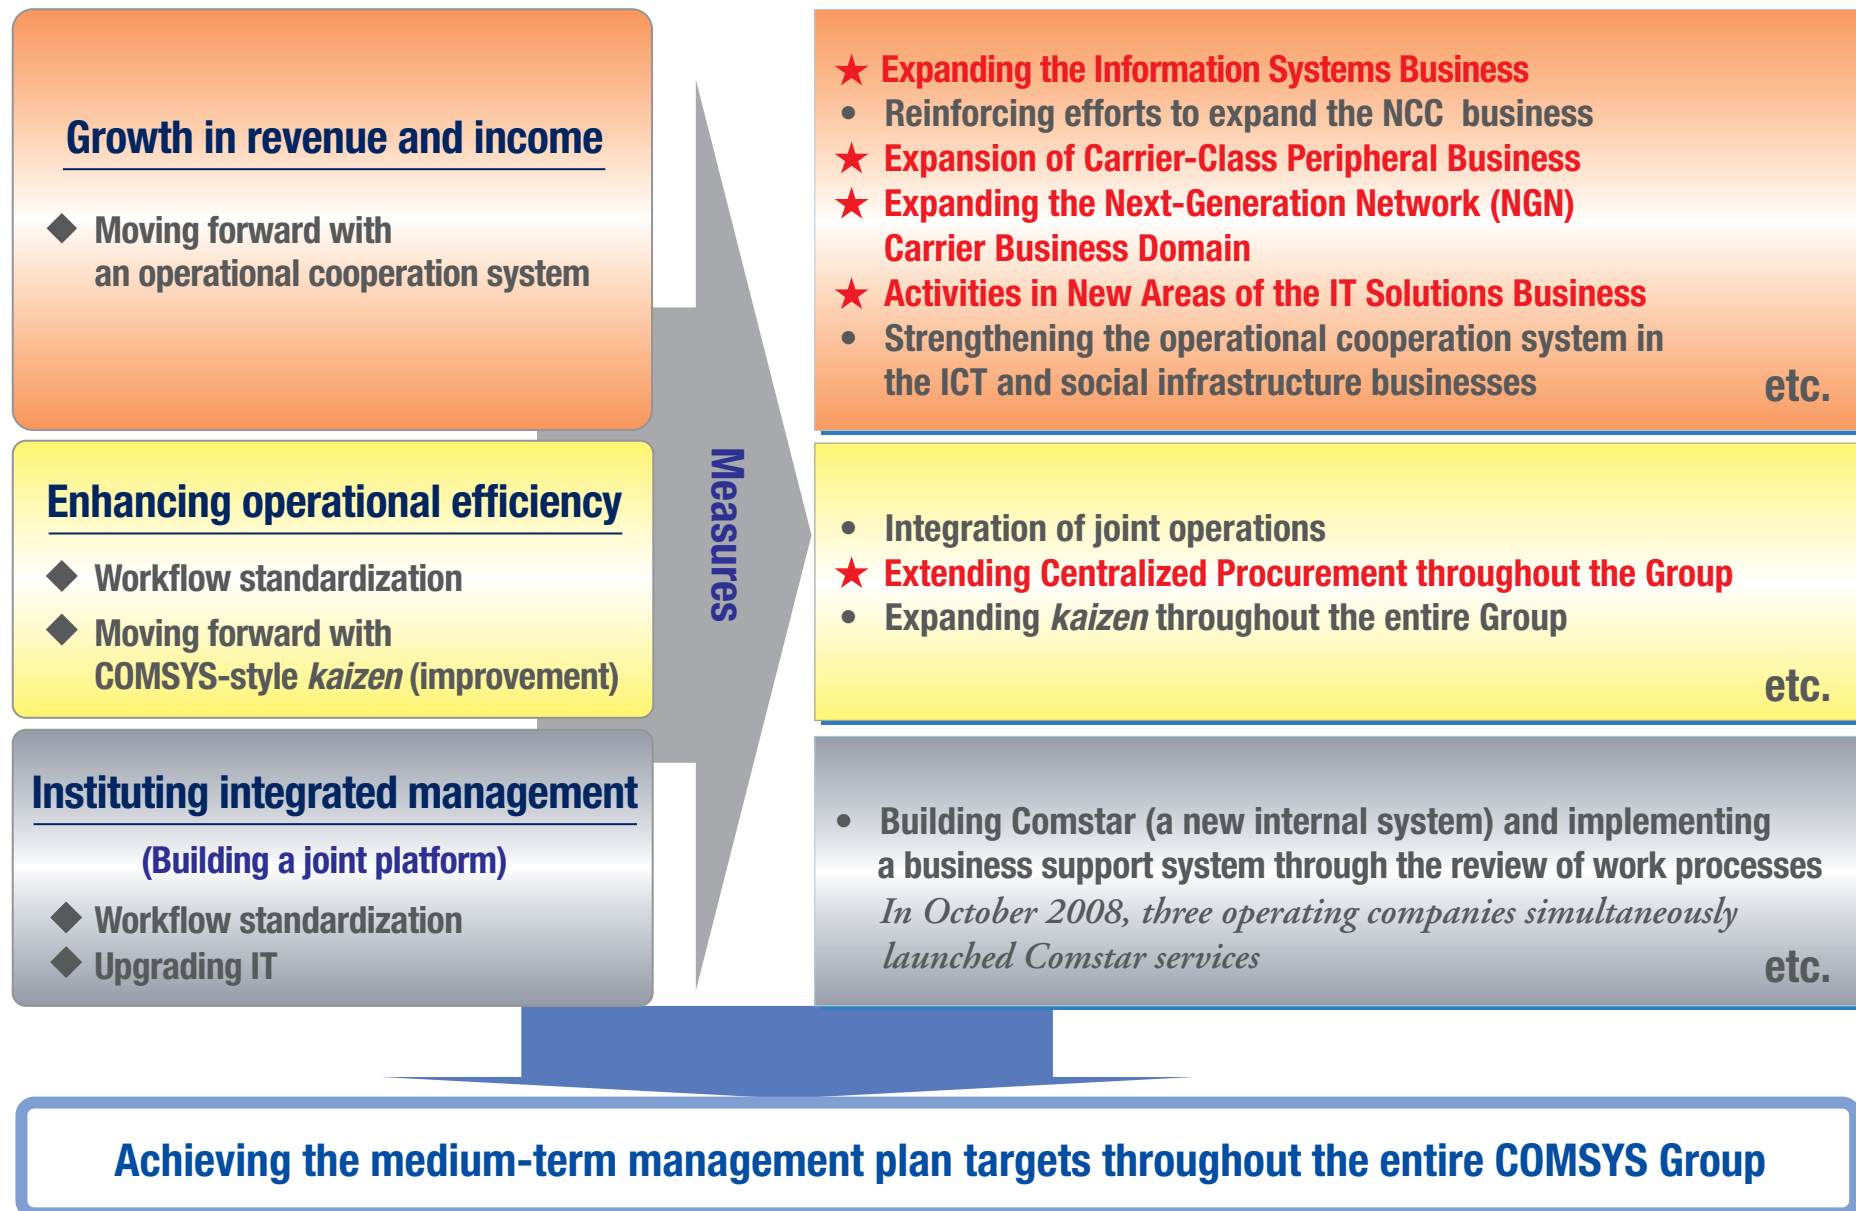 Growth in revenue and income
◆ Moving forward with
an operational cooperation system
★ Expanding the Information Systems Business
• Reinforcing efforts to expand the NCC business
★ Expansion of Carrier-Class Peripheral Business
★ Expanding the Next-Generation Network (NGN)
Carrier Business Domain
★ Activities in New Areas of the IT Solutions Business
• Strengthening the operational cooperation system in
the ICT and social infrastructure businesses
etc.
Measures
Enhancing operational efficiency
◆ Workflow standardization
◆ Moving forward with
COMSYS-style kaizen (improvement)
• Integration of joint operations
★ Extending Centralized Procurement throughout the Group
• Expanding kaizen throughout the entire Group
etc.
Instituting integrated management
(Building a joint platform)
◆ Workflow standardization
◆ Upgrading IT
• Building Comstar (a new internal system) and implementing
a business support system through the review of work processes
In October 2008, three operating companies simultaneously
launched Comstar services
etc.
Achieving the medium-term management plan targets throughout the entire COMSYS Group